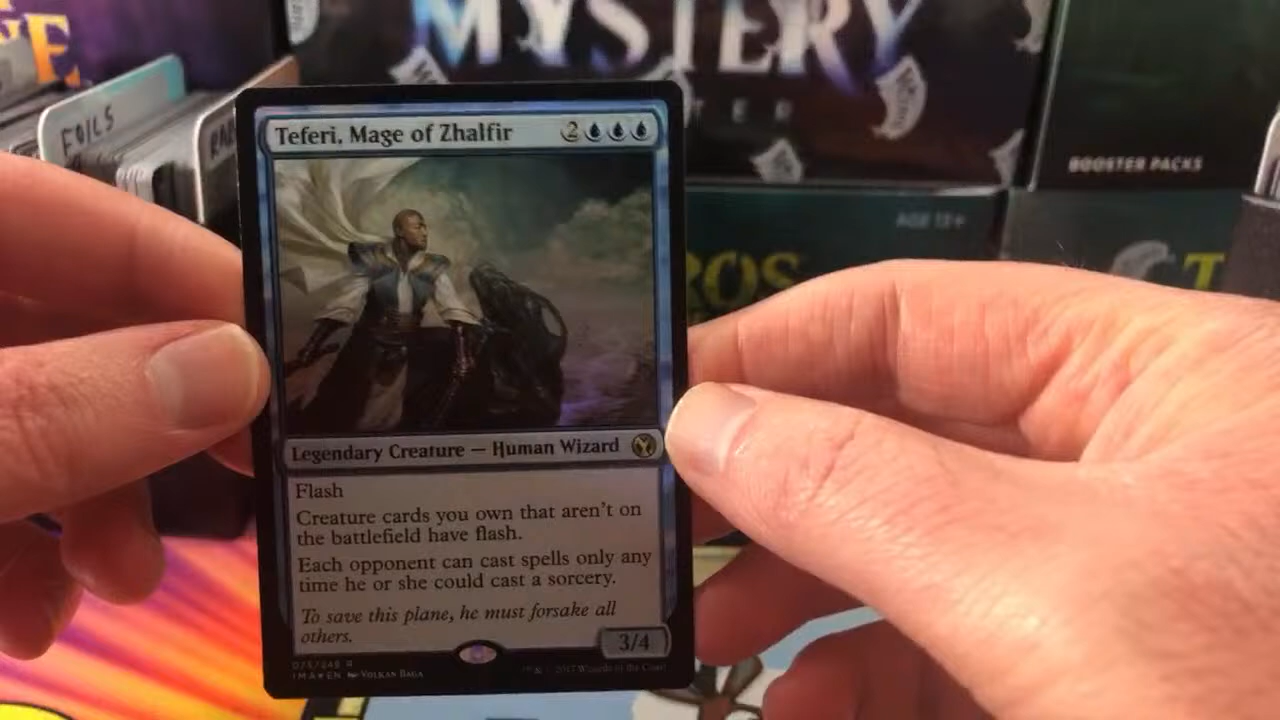 MYSTERY
FOILS
BOOSTER PACKS
AGE 13+
ROS
T
Teferi, Mage of Zhalfir 2
Legendary Creature — Human Wizard
Flash
Creature cards you own that aren't on
the battlefield have flash.
Each opponent can cast spells only any
time he or she could cast a sorcery.
To save this plane, he must forsake all
others.
3/4
075/249 R
IMA★EN VOLKAN BAGA
™ & © 2017 Wizards of the Coast